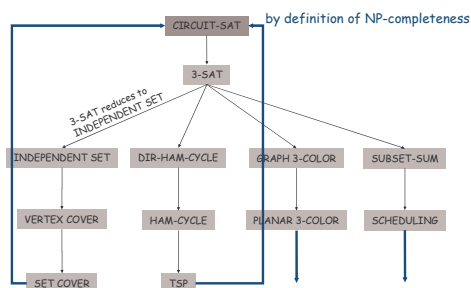 CIRCUIT-SAT
by definition of NP-completeness
3-SAT
3-SAT reduces to
INDEPENDENT SET
INDEPENDENT SET
DIR-HAM-CYCLE
GRAPH 3-COLOR
SUBSET-SUM
VERTEX COVER
HAM-CYCLE
PLANAR 3-COLOR
SCHEDULING
SET COVER
TSP